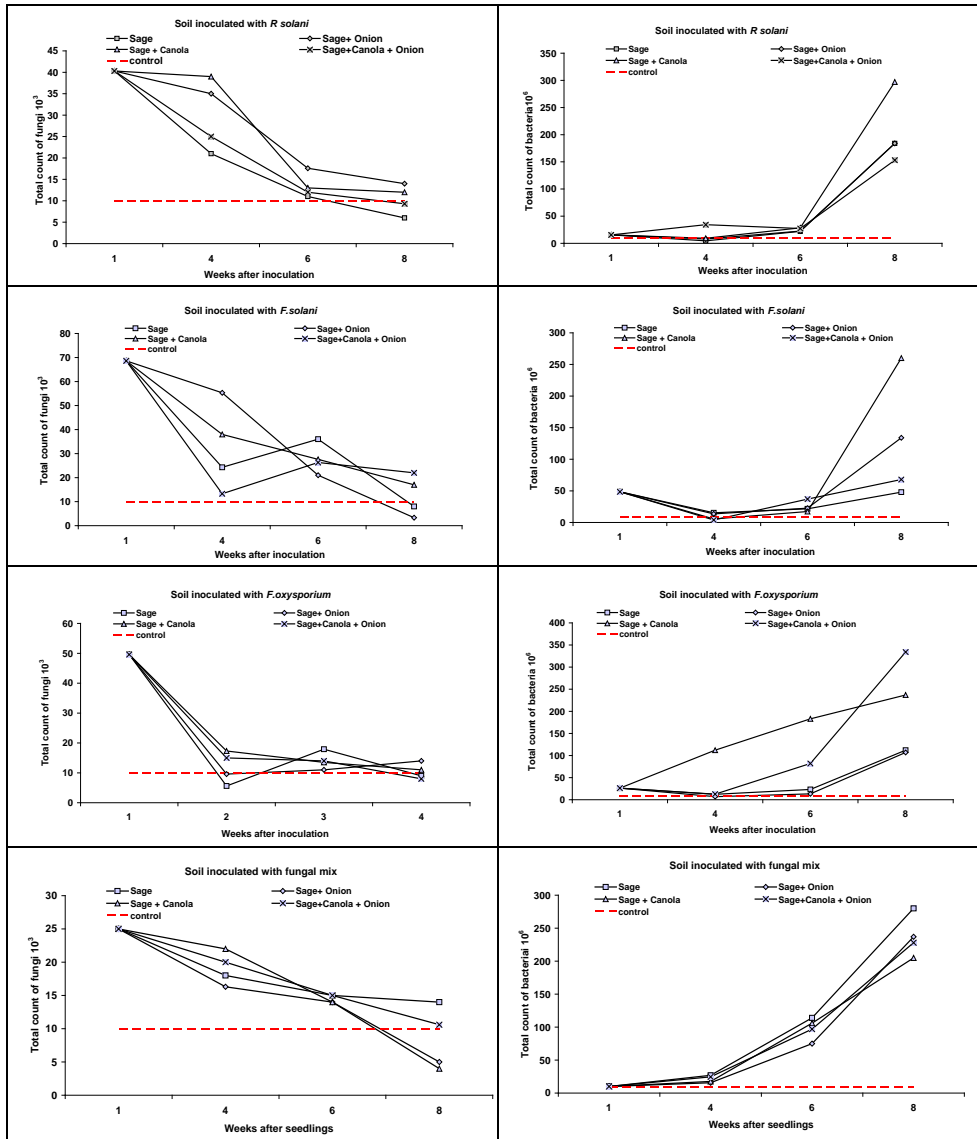 Soil inoculated with R solani
Sage
Sage+ Onion
Sage + Canola
Sage+Canola + Onion
control
Total count of fungi 10³
45
40
35
30
25
20
15
10
5
0
1 4 6 8
Weeks after inoculation
Soil inoculated with R solani
Sage
Sage+ Onion
Sage + Canola
Sage+Canola + Onion
control
Total count of bacteria10⁶
350
300
250
200
150
100
50
0
1 4 6 8
Weeks after inoculation
Soil inoculated with F.solani
Sage
Sage+ Onion
Sage + Canola
Sage+Canola + Onion
control
Total count of fungi 10³
80
70
60
50
40
30
20
10
0
1 4 6 8
Weeks after inoculation
Soil inoculated with F.solani
Sage
Sage+ Onion
Sage + Canola
Sage+Canola + Onion
control
Total count of bacteria 10⁶
300
250
200
150
100
50
0
1 4 6 8
Weeks after inoculation
Soil inoculated with F.oxysporium
Sage
Sage+ Onion
Sage + Canola
Sage+Canola + Onion
control
Total count of fungi 10³
60
50
40
30
20
10
0
1 2 3 4
Weeks after inoculation
Soil inoculated with F.oxysporium
Sage
Sage+ Onion
Sage + Canola
Sage+Canola + Onion
control
Total count of bacteria 10⁶
400
350
300
250
200
150
100
50
0
1 4 6 8
Weeks after inoculation
Soil inoculated with fungal mix
Sage
Sage+ Onion
Sage + Canola
Sage+Canola + Onion
control
Total count of fungi 10³
30
25
20
15
10
5
0
1 4 6 8
Weeks after seedlings
Soil inoculated with fungal mix
Sage
Sage+ Onion
Sage + Canola
Sage+Canola + Onion
control
Total count of bacteriai 10⁶
300
250
200
150
100
50
0
1 4 6 8
Weeks after seedlings